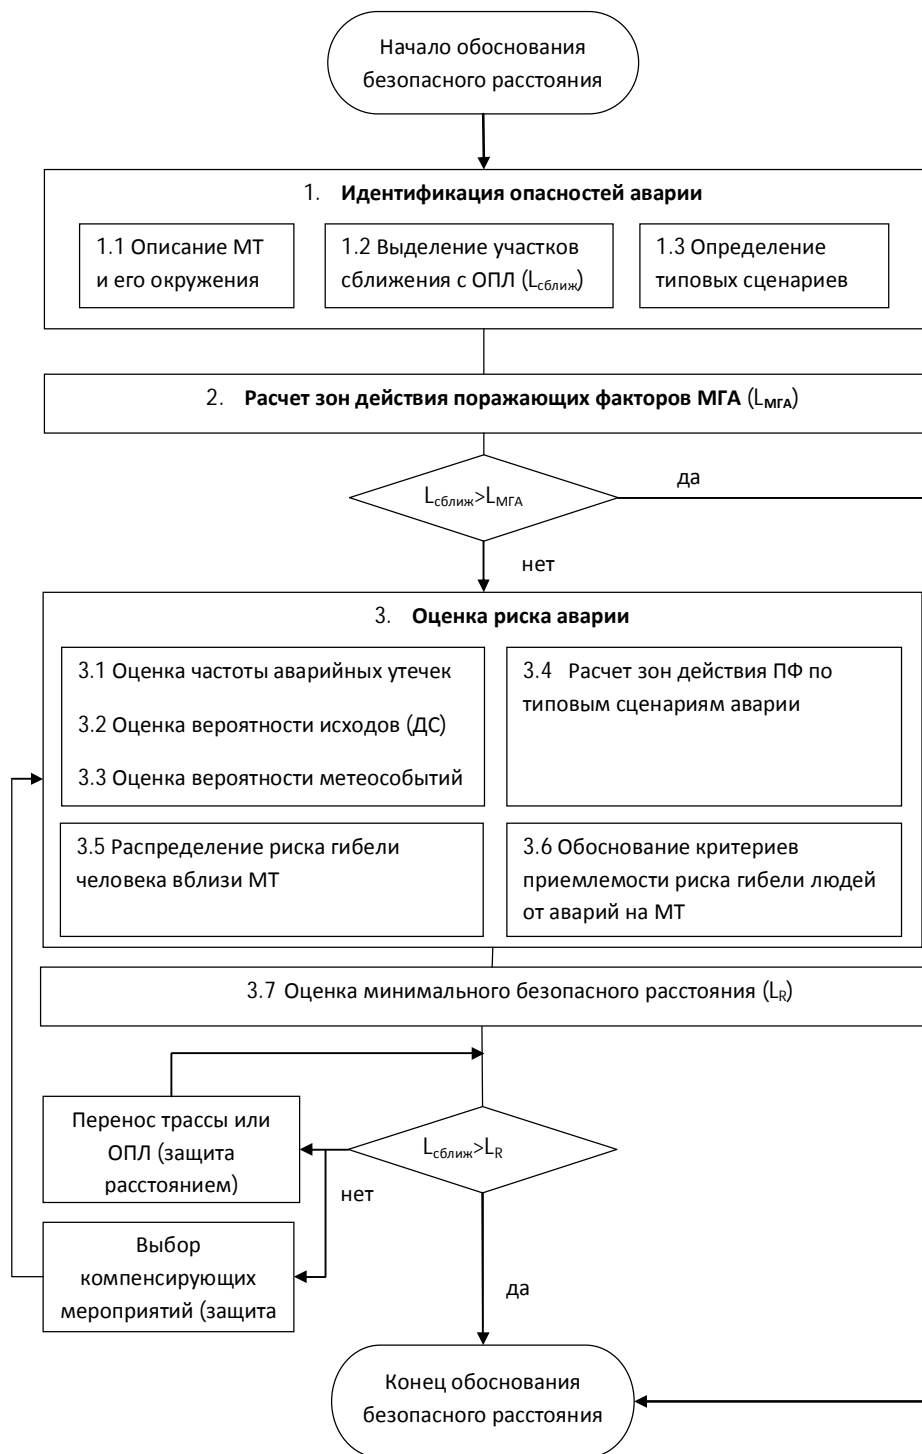 Начало обоснования
безопасного расстояния
1. Идентификация опасностей аварии
1.1 Описание МТ
и его окружения
1.2 Выделение участков
сближения с ОПЛ (Lсближ)
1.3 Определение
типовых сценариев
2. Расчет зон действия поражающих факторов МГА (LМГА)
Lсближ>LМГА
да
нет
3. Оценка риска аварии
3.1 Оценка частоты аварийных утечек
3.2 Оценка вероятности исходов (ДС)
3.3 Оценка вероятности метеособытий
3.4 Расчет зон действия ПФ по
типовым сценариям аварии
3.5 Распределение риска гибели
человека вблизи МТ
3.6 Обоснование критериев
приемлемости риска гибели людей
от аварий на МТ
3.7 Оценка минимального безопасного расстояния (LR)
Перенос трассы или
ОПЛ (защита
расстоянием)
Lсближ>LR
нет
Выбор
компенсирующих
мероприятий (защита
да
Конец обоснования
безопасного расстояния